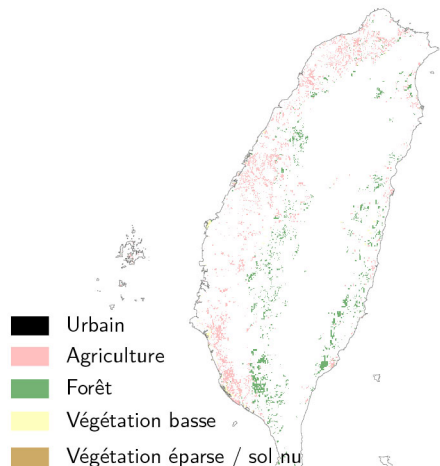 Urbain
Agriculture
Forêt
Végétation basse
Végétation éparse / sol nu